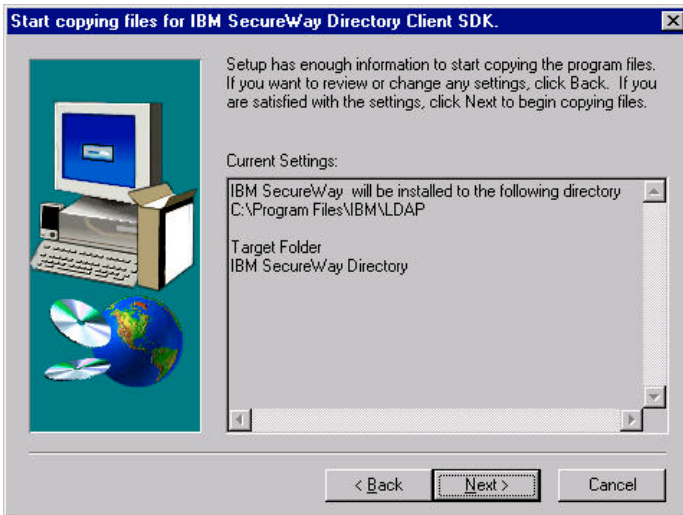 Start copying files for IBM SecureWay Directory Client SDK.
Setup has enough information to start copying the program files.
If you want to review or change any settings, click Back.  If you
are satisfied with the settings, click Next to begin copying files.
Current Settings:
IBM SecureWay  will be installed to the following directory
C:\Program Files\IBM\LDAP
Target Folder
IBM SecureWay Directory
< Back
Next >
Cancel